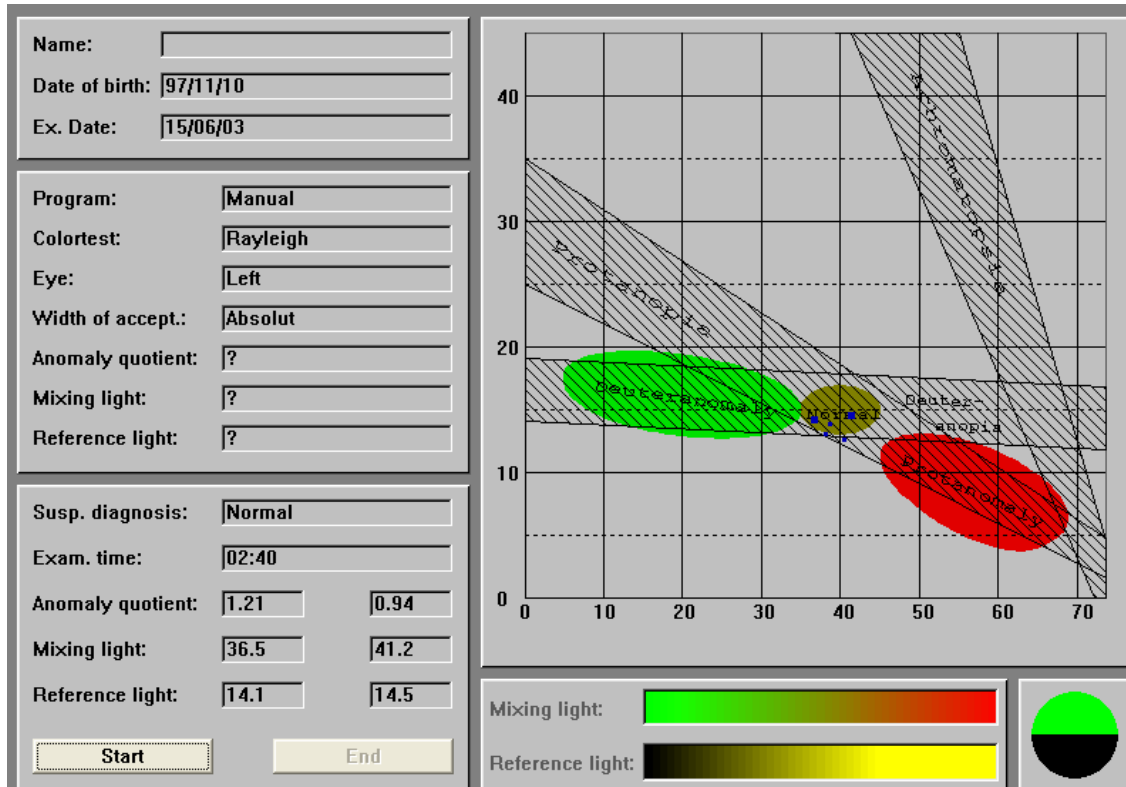 Name:
Date of birth: 97/11/10
Ex. Date: 15/06/03
Program: Manual
Colortest: Rayleigh
Eye: Left
Width of accept.: Absolut
Anomaly quotient: ?
Mixing light: ?
Reference light: ?
Susp. diagnosis: Normal
Exam. time: 02:40
Anomaly quotient: 1.21 0.94
Mixing light: 36.5 41.2
Reference light: 14.1 14.5
Start End
40
30
20
10
0
0 10 20 30 40 50 60 70
Achromatopsia
Protanopia
Deuteranomaly
Normal
Deuter-
anopia
Protanomaly
Mixing light:
Reference light: